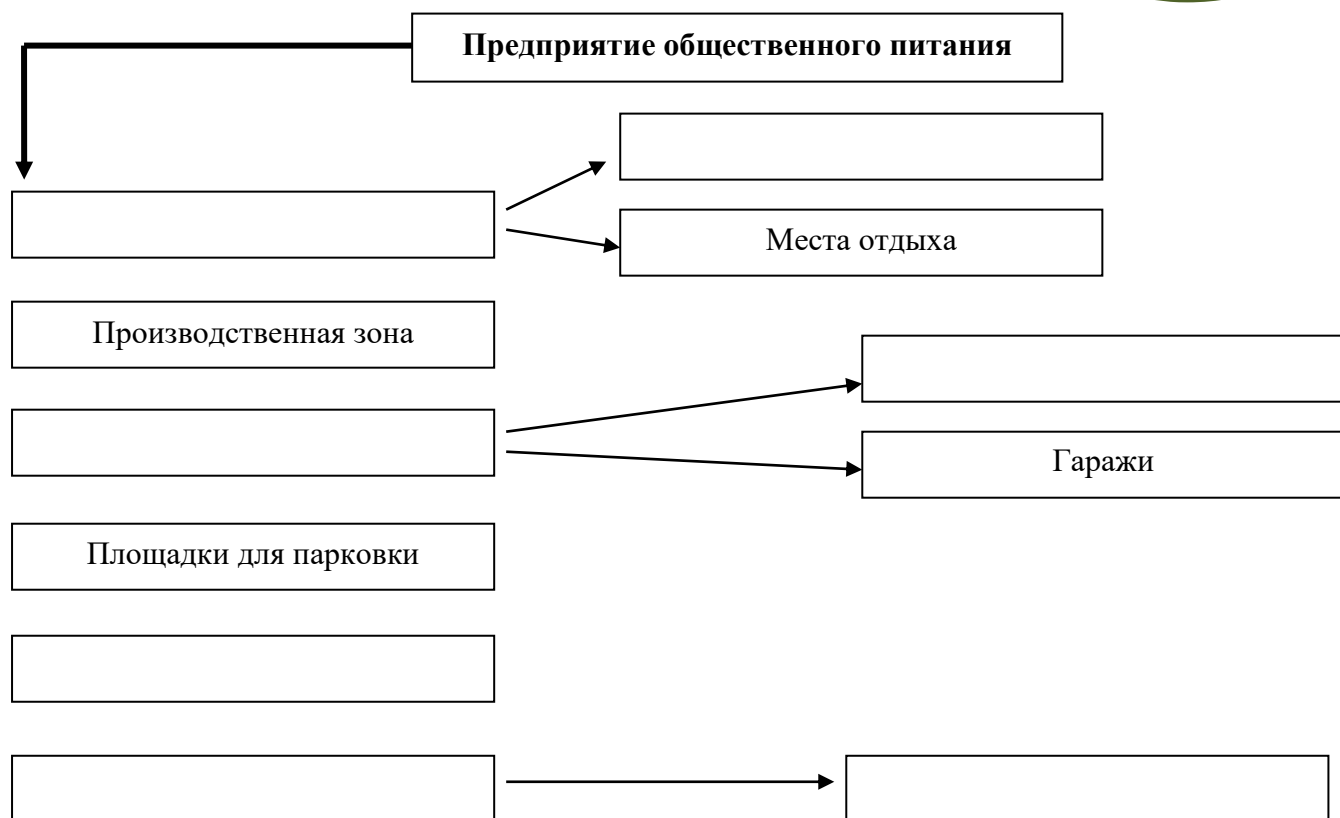 Предприятие общественного питания
Места отдыха
Производственная зона
Гаражи
Площадки для парковки